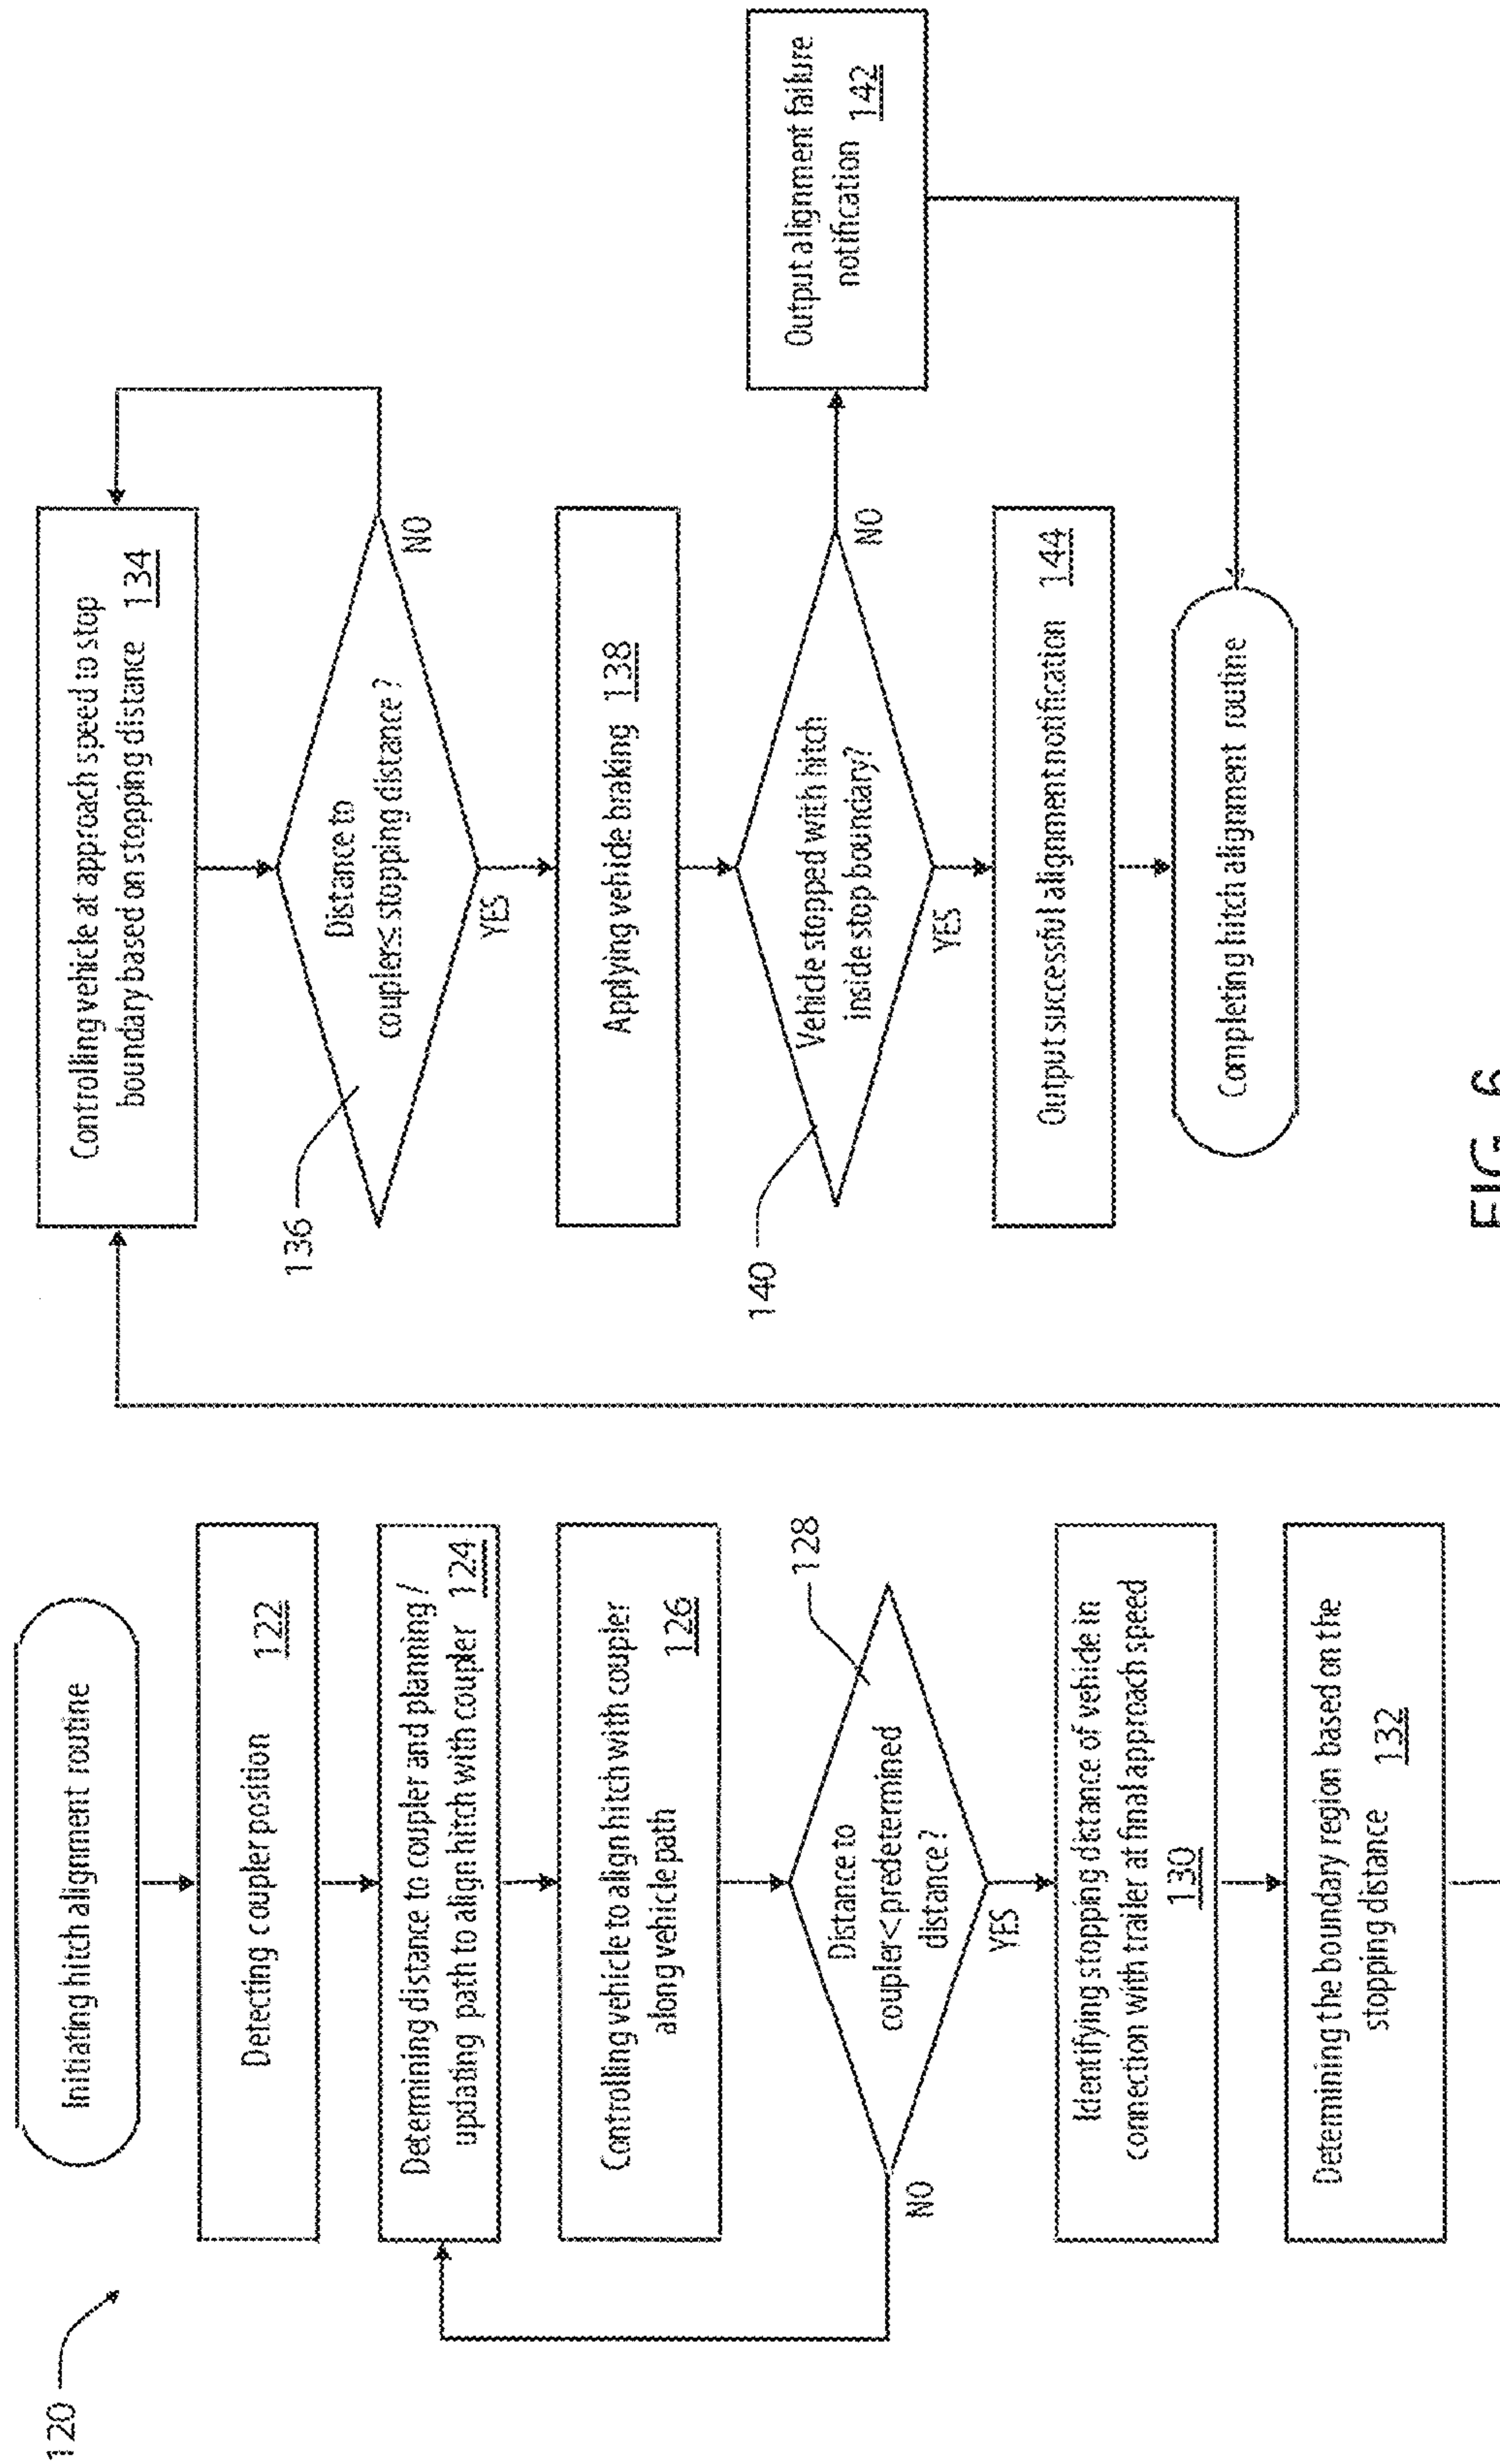 120
Initiating hitch alignment routine
Detecting coupler position 122
Determining distance to coupler and planning /
updating path to align hitch with coupler 124
Controlling vehicle to align hitch with coupler
along vehicle path 126
128
Distance to
coupler< predetermined
distance?
NO
YES
Identifying stopping distance of vehicle in
connection with trailer at final approach speed
130
Determining the boundary region based on the
stopping distance 132
Controlling vehicle at approach speed to stop
boundary based on stopping distance 134
136
Distance to
coupler≤ stopping distance?
NO
YES
Applying vehicle braking 138
140
Vehicle stopped with hitch
inside stop boundary?
NO
YES
Output alignment failure
notification 142
Output successful alignment notification 144
Completing hitch alignment routine
FIG. 6